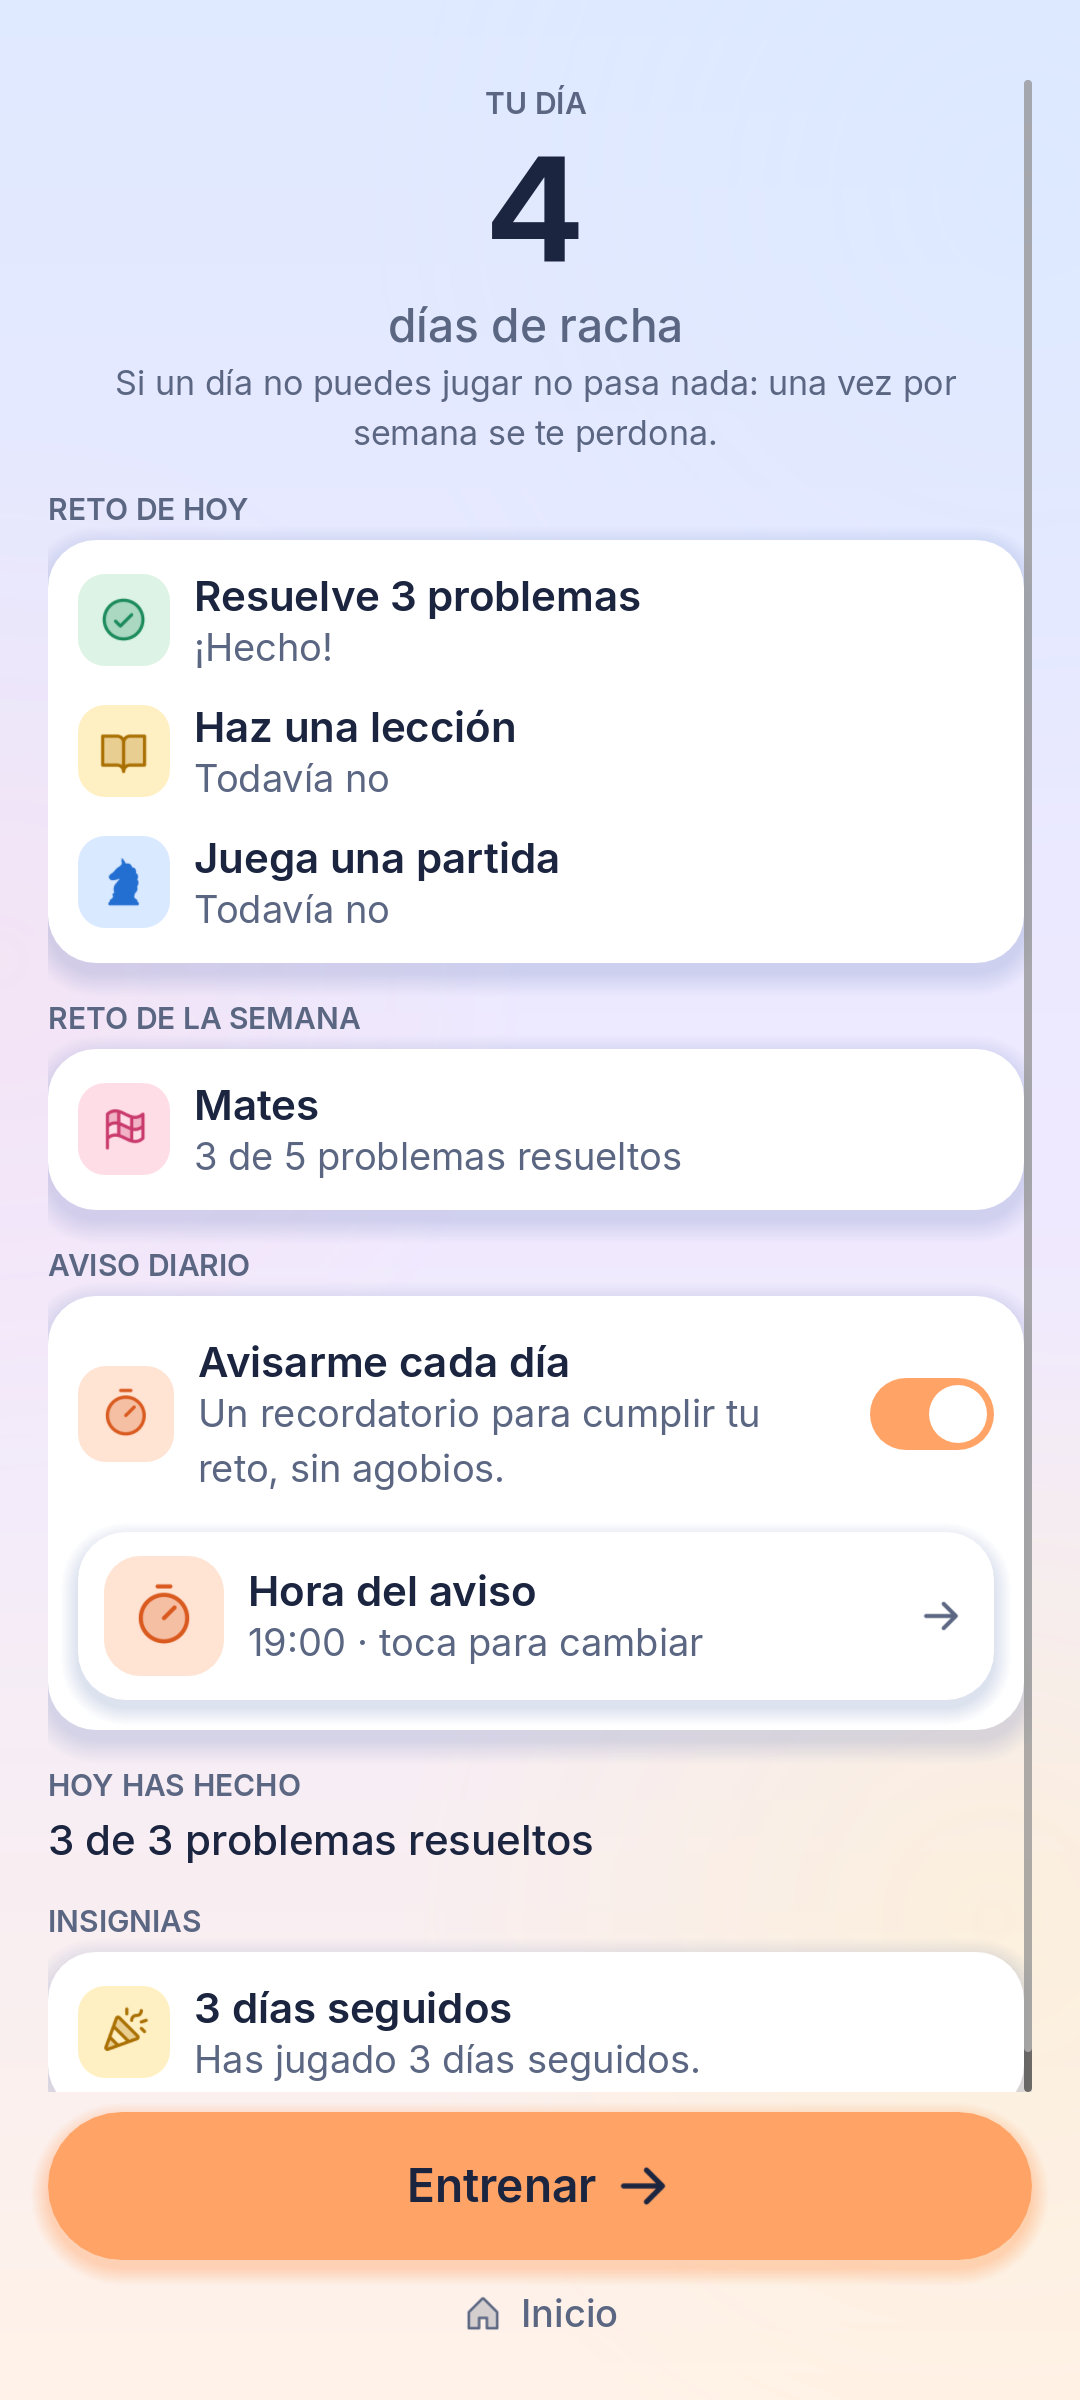 TU DÍA
4
días de racha
Si un día no puedes jugar no pasa nada: una vez por
semana se te perdona.
RETO DE HOY
Resuelve 3 problemas
¡Hecho!
Haz una lección
Todavía no
Juega una partida
Todavía no
RETO DE LA SEMANA
Mates
3 de 5 problemas resueltos
AVISO DIARIO
Avisarme cada día
Un recordatorio para cumplir tu
reto, sin agobios.
Hora del aviso
19:00 · toca para cambiar
HOY HAS HECHO
3 de 3 problemas resueltos
INSIGNIAS
3 días seguidos
Has jugado 3 días seguidos.
Entrenar
Inicio